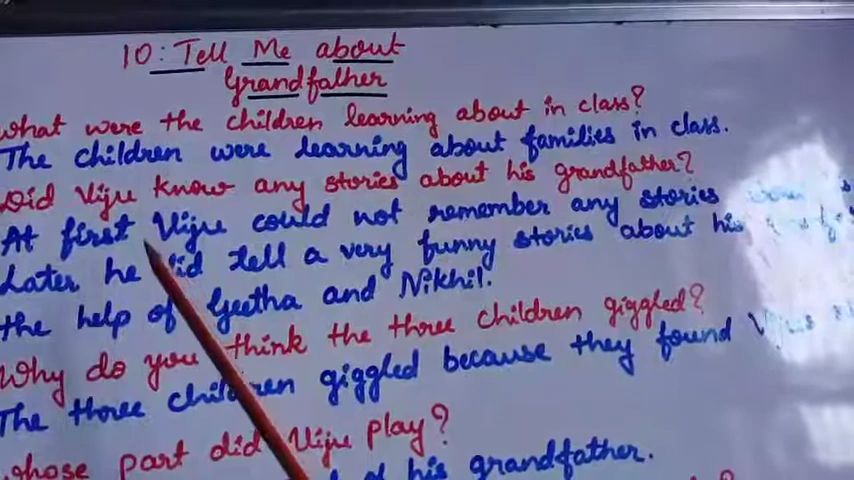 10: Tell Me about
Grandfather
what were the children learning about in class?
The children were learning about families in class.
Did Viju know any stories about his grandfather?
At first Viju could not remember any stories
Later he did tell a very funny stories about his
the help of Geetha and Nikhil.
Why do you think the three children giggled?
The three children giggled because they found
whose part did Viju play?
of his grandfather.